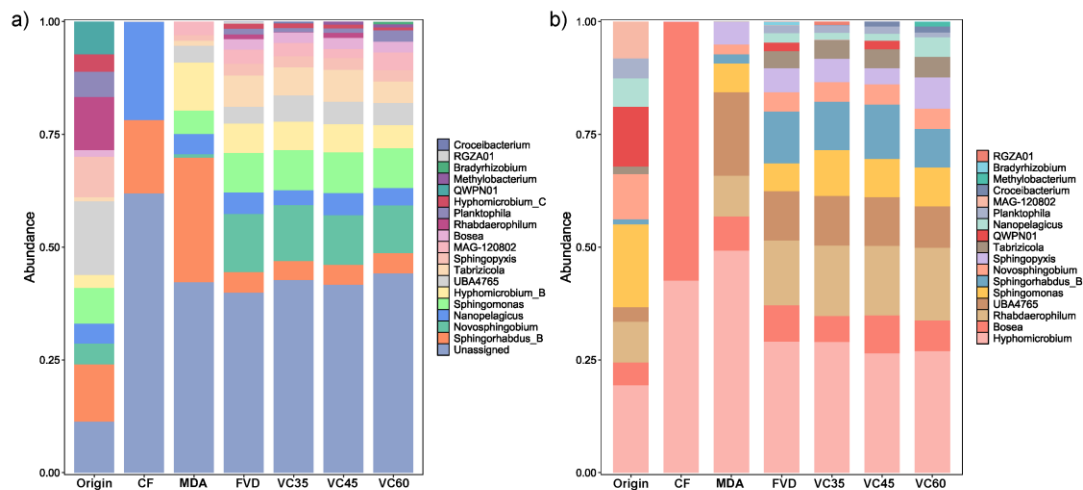 a)
Abundance
1.00
0.75
0.50
0.25
0.00
Origin CF MDA FVD VC35 VC45 VC60
Croceibacterium
RGZA01
Bradyrhizobium
Methylobacterium
QWPN01
Hyphomicrobium_C
Planktophila
Rhabdaerophilum
Bosea
MAG-120802
Sphingopyxis
Tabrizicola
UBA4765
Hyphomicrobium_B
Sphingomonas
Nanopelagicus
Novosphingobium
Sphingorhabdus_B
Unassigned
b)
Abundance
1.00
0.75
0.50
0.25
0.00
Origin CF MDA FVD VC35 VC45 VC60
RGZA01
Bradyrhizobium
Methylobacterium
Croceibacterium
MAG-120802
Planktophila
Nanopelagicus
QWPN01
Tabrizicola
Sphingopyxis
Novosphingobium
Sphingorhabdus_B
Sphingomonas
UBA4765
Rhabdaerophilum
Bosea
Hyphomicrobium